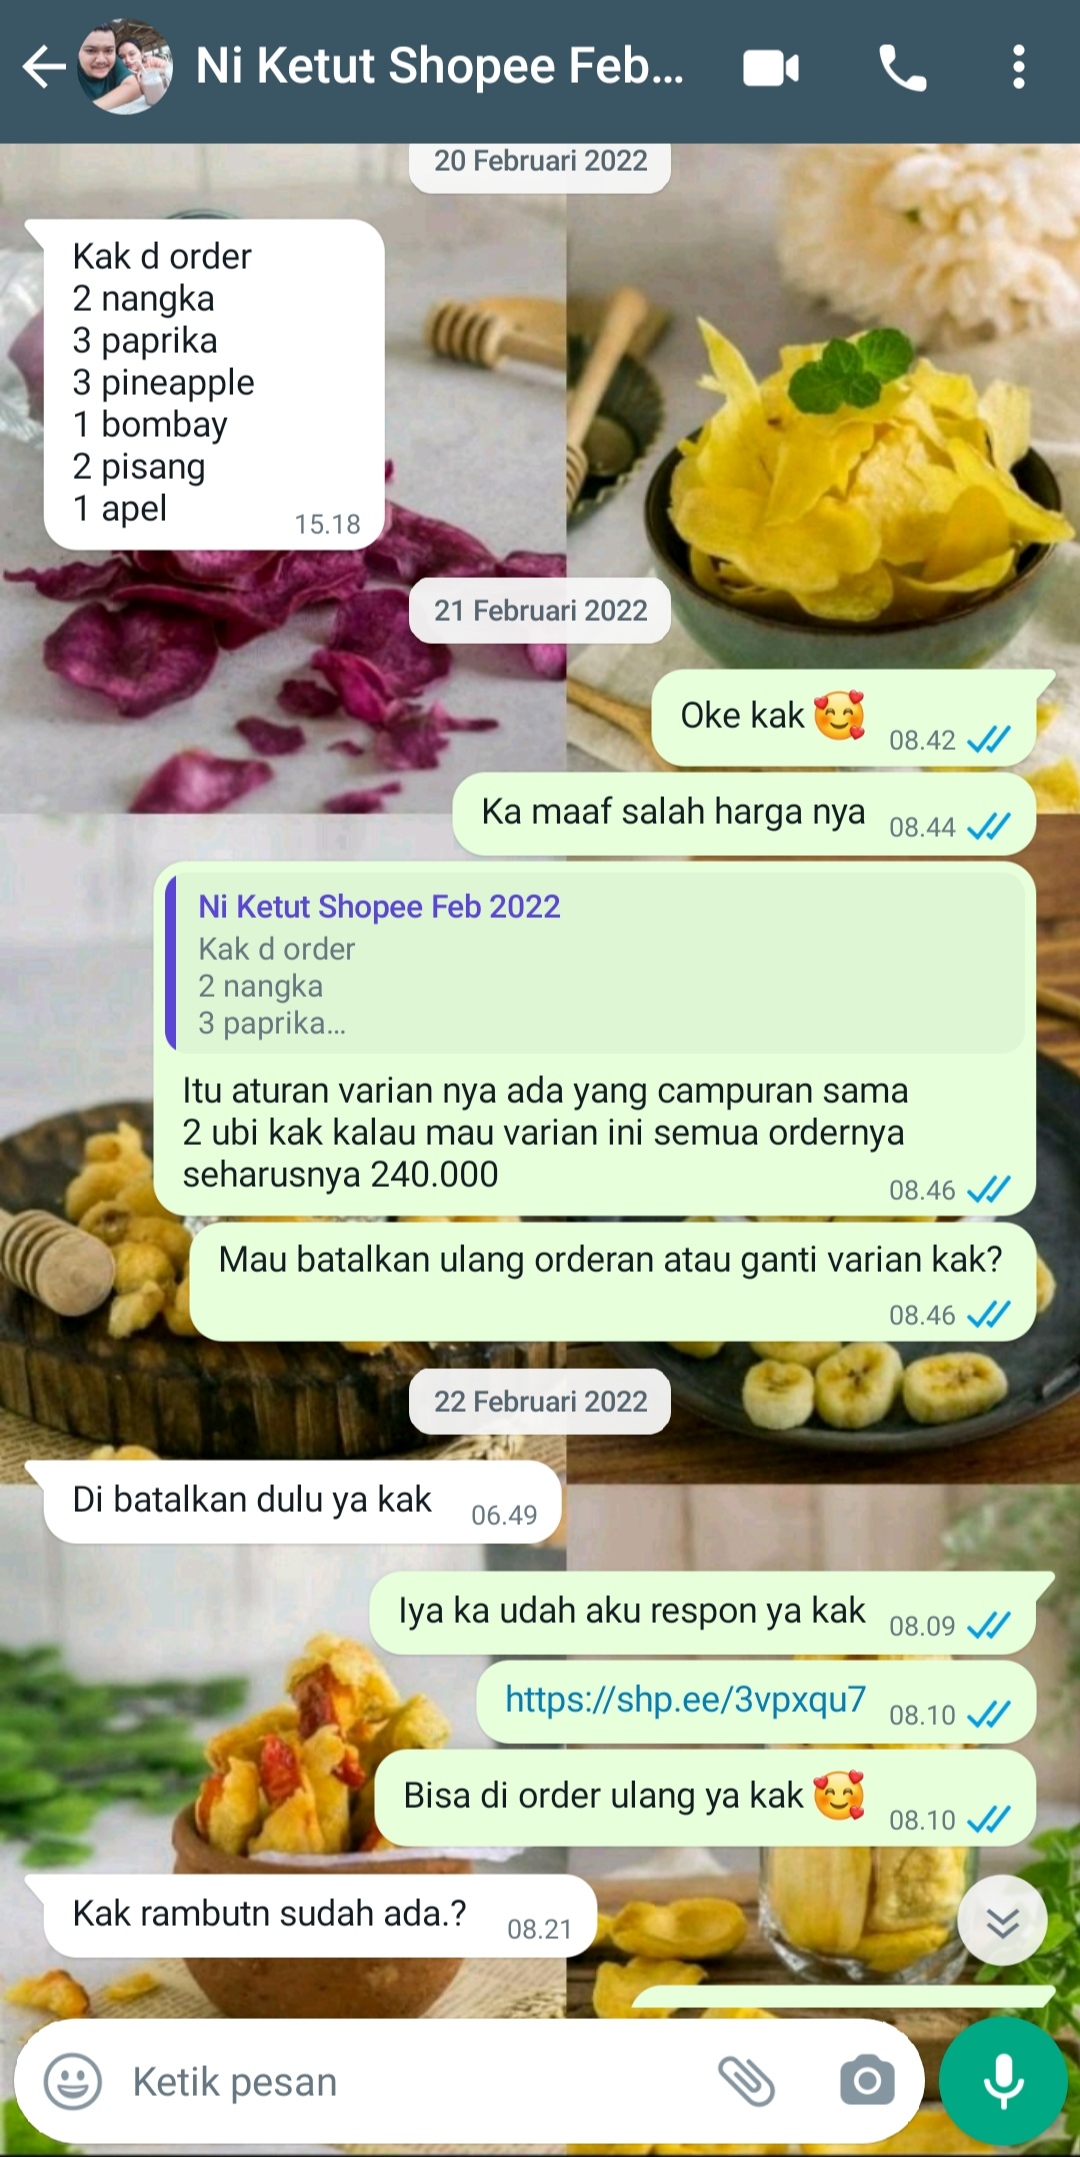 Ni Ketut Shopee Feb...
20 Februari 2022
Kak d order
2 nangka
3 paprika
3 pineapple
1 bombay
2 pisang
1 apel
15.18
21 Februari 2022
Oke kak 🥰
08.42
Ka maaf salah harga nya
08.44
Ni Ketut Shopee Feb 2022
Kak d order
2 nangka
3 paprika...
Itu aturan varian nya ada yang campuran sama
2 ubi kak kalau mau varian ini semua ordernya
seharusnya 240.000
08.46
Mau batalkan ulang orderan atau ganti varian kak?
08.46
22 Februari 2022
Di batalkan dulu ya kak
06.49
Iya ka udah aku respon ya kak
08.09
https://shp.ee/3vpxqu7
08.10
Bisa di order ulang ya kak 🥰
08.10
Kak rambutn sudah ada.?
08.21
Ketik pesan